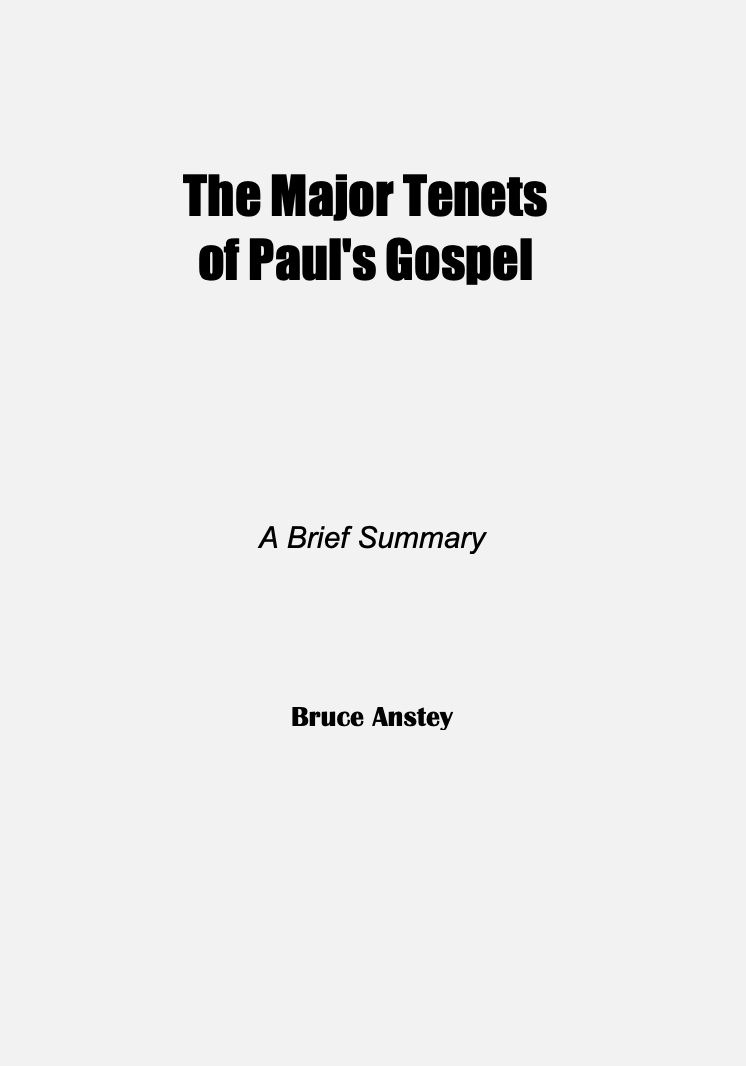 The Major Tenets
of Paul's Gospel
A Brief Summary
Bruce Anstey